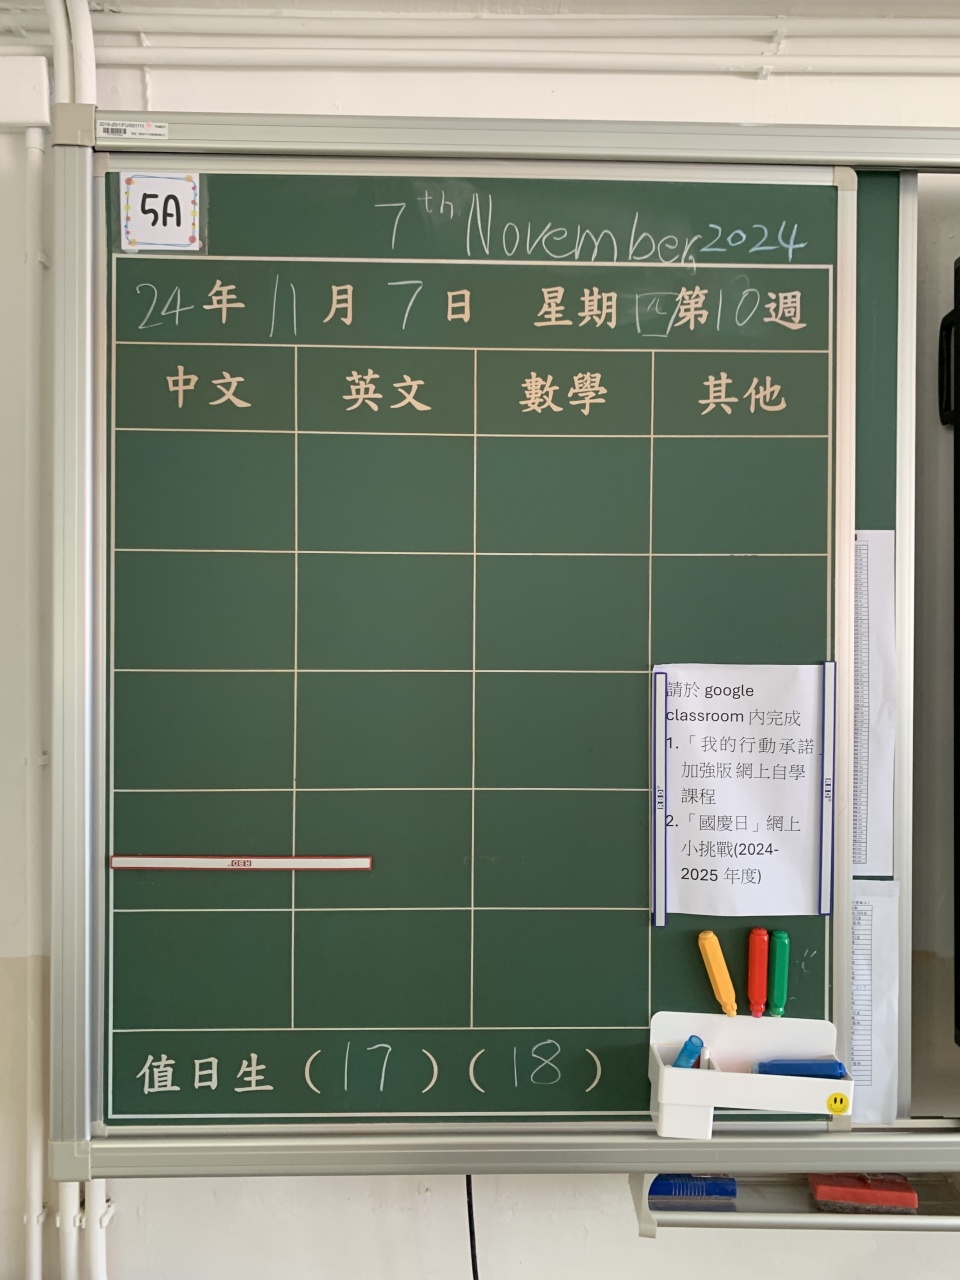 5A
7th November, 2024
24年 11月 7日 星期四 第10週
中文 英文 數學 其他
請於 google
classroom 內完成
1.「我的行動承諾」
加強版 網上自學
課程
2.「國慶日」網上
小挑戰(2024-
2025 年度)
RBD
值日生 (17) (18)